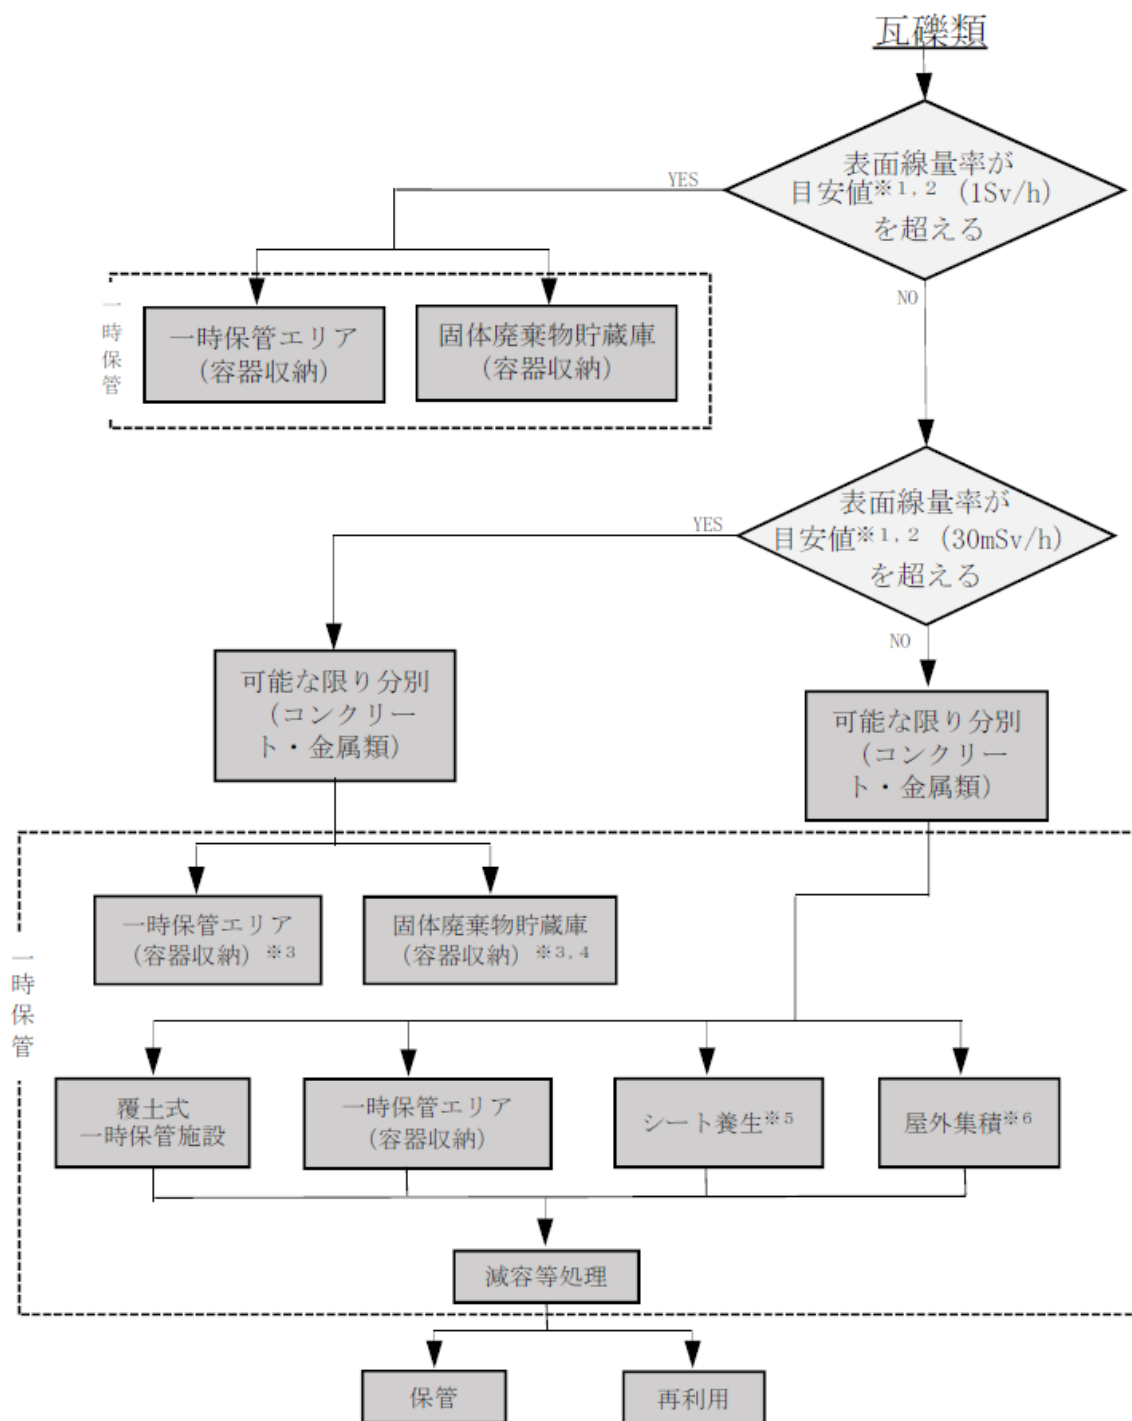 瓦礫類
表面線量率が
目安値※1,2 (1Sv/h)
を超える
YES
NO
一時保管
一時保管エリア
(容器収納)
固体廃棄物貯蔵庫
(容器収納)
表面線量率が
目安値※1,2 (30mSv/h)
を超える
YES
NO
可能な限り分別
(コンクリー
ト・金属類)
可能な限り分別
(コンクリー
ト・金属類)
一時保管
一時保管エリア
(容器収納) ※3
固体廃棄物貯蔵庫
(容器収納) ※3,4
覆土式
一時保管施設
一時保管エリア
(容器収納)
シート養生※5
屋外集積※6
減容等処理
保管
再利用